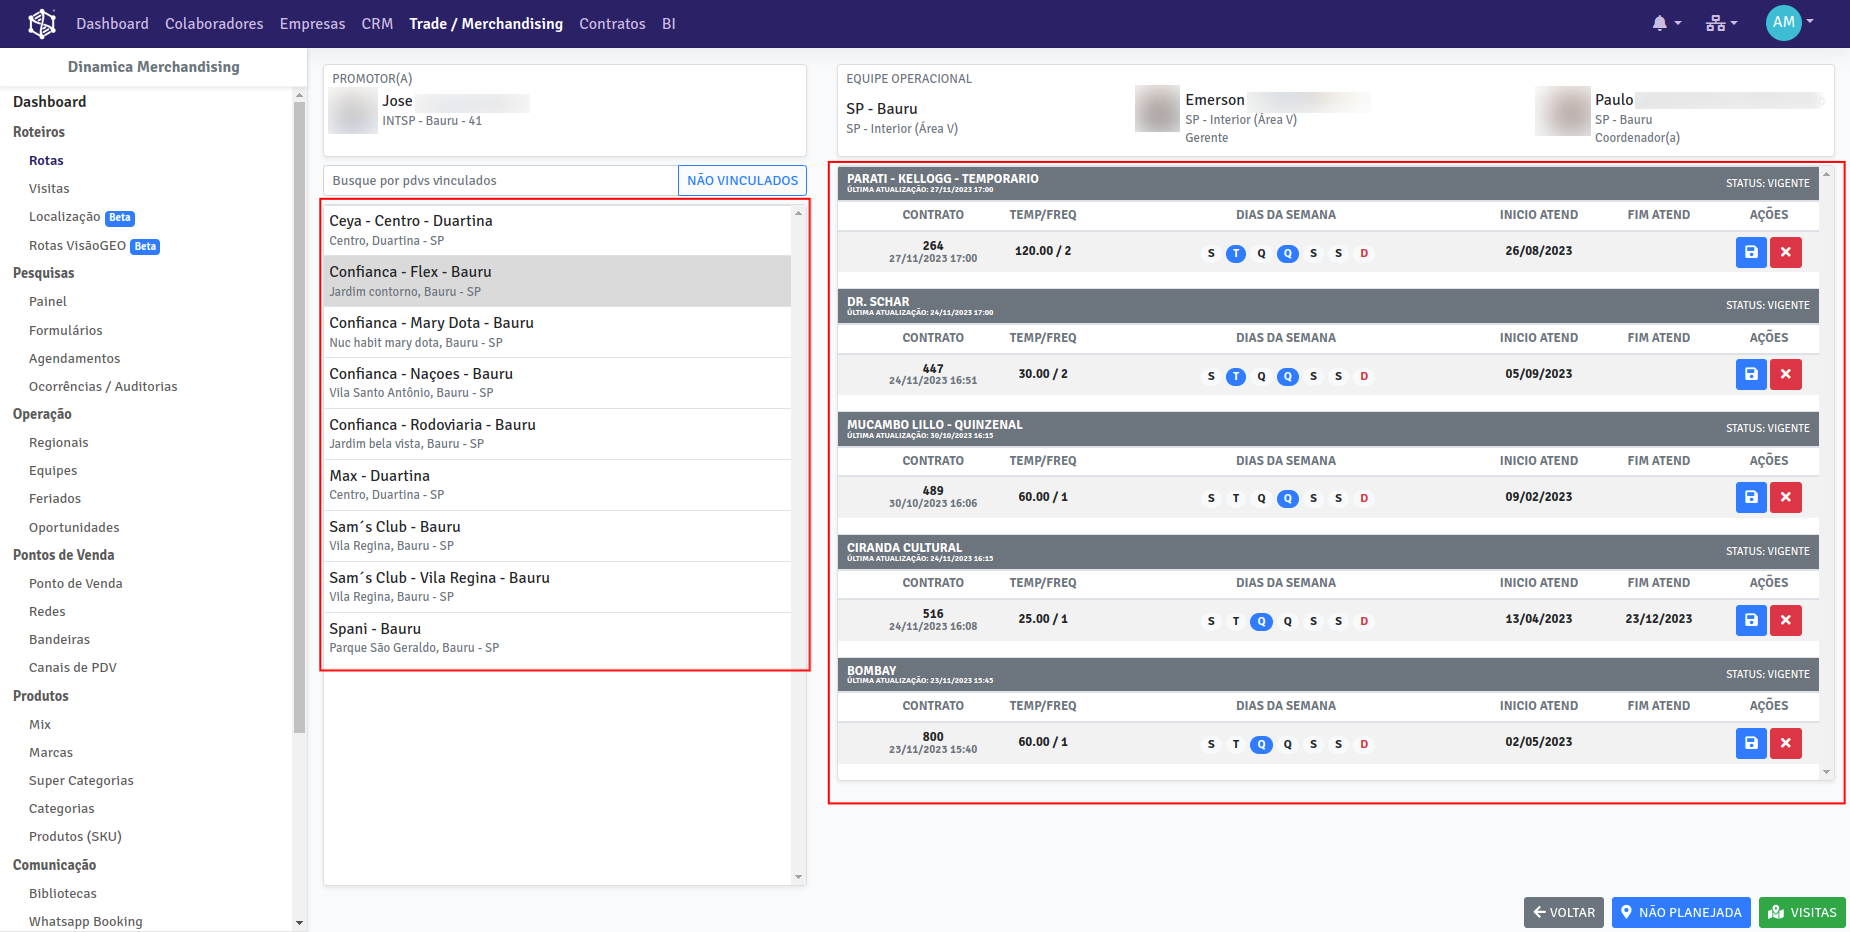 Dashboard Colaboradores Empresas CRM Trade / Merchandising Contratos BI
AM
Dinamica Merchandising
Dashboard
Roteiros
Rotas
Visitas
Localização Beta
Rotas VisãoGEO Beta
Pesquisas
Painel
Formulários
Agendamentos
Ocorrências / Auditorias
Operação
Regionais
Equipes
Feriados
Oportunidades
Pontos de Venda
Ponto de Venda
Redes
Bandeiras
Canais de PDV
Produtos
Mix
Marcas
Super Categorias
Categorias
Produtos (SKU)
Comunicação
Bibliotecas
Whatsapp Booking
PROMOTOR(A)
Jose
INTSP - Bauru - 41
Busque por pdvs vinculados
NÃO VINCULADOS
Ceya - Centro - Duartina
Centro, Duartina - SP
Confianca - Flex - Bauru
Jardim contorno, Bauru - SP
Confianca - Mary Dota - Bauru
Nuc habit mary dota, Bauru - SP
Confianca - Naçoes - Bauru
Vila Santo Antônio, Bauru - SP
Confianca - Rodoviaria - Bauru
Jardim bela vista, Bauru - SP
Max - Duartina
Centro, Duartina - SP
Sam´s Club - Bauru
Vila Regina, Bauru - SP
Sam´s Club - Vila Regina - Bauru
Vila Regina, Bauru - SP
Spani - Bauru
Parque São Geraldo, Bauru - SP
EQUIPE OPERACIONAL
SP - Bauru
SP - Interior (Área V)
Emerson
SP - Interior (Área V)
Gerente
Paulo
SP - Bauru
Coordenador(a)
PARATI - KELLOGG - TEMPORARIO
ÚLTIMA ATUALIZAÇÃO: 27/11/2023 17:00
STATUS: VIGENTE
CONTRATO TEMP/FREQ DIAS DA SEMANA INICIO ATEND FIM ATEND AÇÕES
264
27/11/2023 17:00
120.00 / 2 S T Q Q S S D 26/08/2023
DR. SCHAR
ÚLTIMA ATUALIZAÇÃO: 24/11/2023 17:00
STATUS: VIGENTE
CONTRATO TEMP/FREQ DIAS DA SEMANA INICIO ATEND FIM ATEND AÇÕES
447
24/11/2023 16:51
30.00 / 2 S T Q Q S S D 05/09/2023
MUCAMBO LILLO - QUINZENAL
ÚLTIMA ATUALIZAÇÃO: 30/10/2023 16:15
STATUS: VIGENTE
CONTRATO TEMP/FREQ DIAS DA SEMANA INICIO ATEND FIM ATEND AÇÕES
489
30/10/2023 16:06
60.00 / 1 S T Q Q S S D 09/02/2023
CIRANDA CULTURAL
ÚLTIMA ATUALIZAÇÃO: 24/11/2023 16:15
STATUS: VIGENTE
CONTRATO TEMP/FREQ DIAS DA SEMANA INICIO ATEND FIM ATEND AÇÕES
516
24/11/2023 16:08
25.00 / 1 S T Q Q S S D 13/04/2023 23/12/2023
BOMBAY
ÚLTIMA ATUALIZAÇÃO: 23/11/2023 15:45
STATUS: VIGENTE
CONTRATO TEMP/FREQ DIAS DA SEMANA INICIO ATEND FIM ATEND AÇÕES
800
23/11/2023 15:40
60.00 / 1 S T Q Q S S D 02/05/2023
VOLTAR NÃO PLANEJADA VISITAS